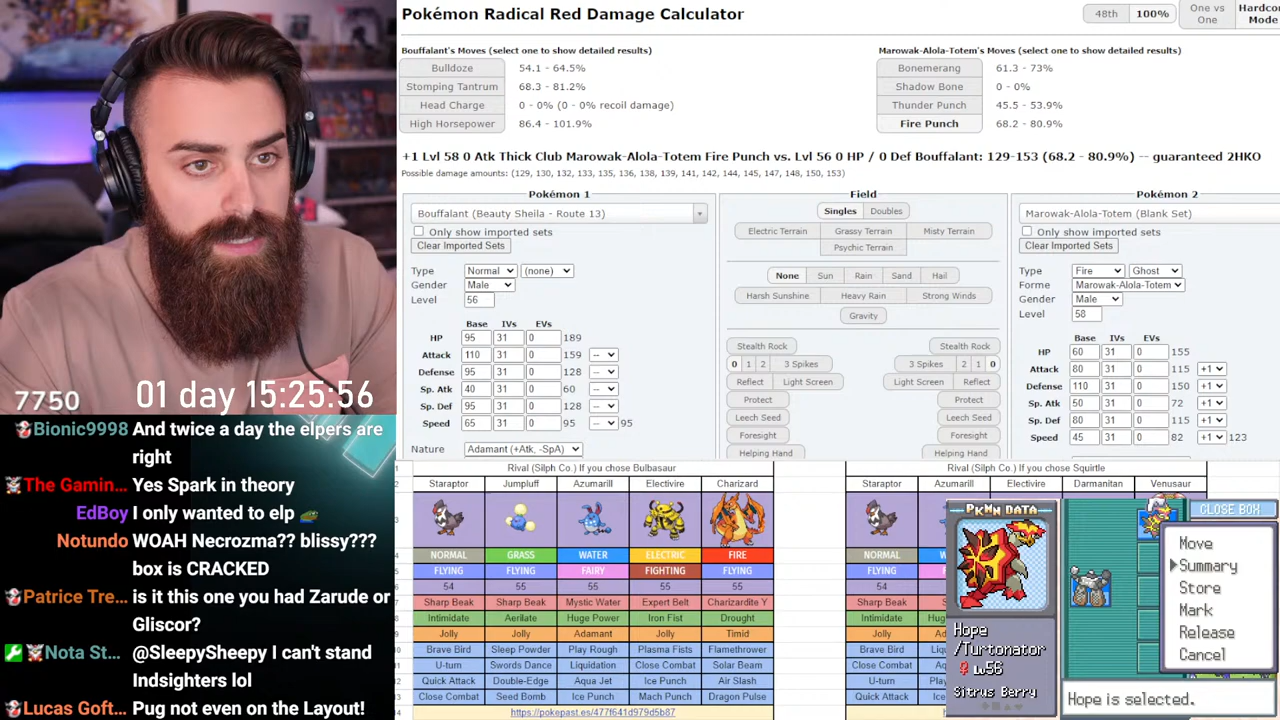 Pokémon Radical Red Damage Calculator
48th
100%
One vs
One
Hardco
Mode
Bouffalant's Moves (select one to show detailed results)
Bulldoze
54.1 - 64.5%
Stomping Tantrum
68.3 - 81.2%
Head Charge
0 - 0% (0 - 0% recoil damage)
High Horsepower
86.4 - 101.9%
Marowak-Alola-Totem's Moves (select one to show detailed results)
Bonemerang
61.3 - 73%
Shadow Bone
0 - 0%
Thunder Punch
45.5 - 53.9%
Fire Punch
68.2 - 80.9%
+1 Lvl 58 0 Atk Thick Club Marowak-Alola-Totem Fire Punch vs. Lvl 56 0 HP / 0 Def Bouffalant: 129-153 (68.2 - 80.9%) -- guaranteed 2HKO
Possible damage amounts: (129, 130, 132, 133, 135, 136, 138, 139, 141, 142, 144, 145, 147, 148, 150, 153)
Pokémon 1
Bouffalant (Beauty Sheila - Route 13)
Only show imported sets
Clear Imported Sets
Type
Normal
(none)
Gender
Male
Level
56
Base
IVs
EVs
HP 95 31 0 189
Attack 110 31 0 159 --
Defense 95 31 0 128 --
Sp. Atk 40 31 0 60 --
Sp. Def 95 31 0 128 --
Speed 65 31 0 95 -- 95
Nature
Adamant (+Atk, -SpA)
Field
Singles
Doubles
Electric Terrain
Grassy Terrain
Misty Terrain
Psychic Terrain
None
Sun
Rain
Sand
Hail
Harsh Sunshine
Heavy Rain
Strong Winds
Gravity
Stealth Rock
Stealth Rock
0 1 2 3 Spikes
3 Spikes 2 1 0
Reflect
Light Screen
Light Screen
Reflect
Protect
Protect
Leech Seed
Leech Seed
Foresight
Foresight
Helping Hand
Helping Hand
Pokémon 2
Marowak-Alola-Totem (Blank Set)
Only show imported sets
Clear Imported Sets
Type
Fire
Ghost
Forme
Marowak-Alola-Totem
Gender
Male
Level
58
Base
IVs
EVs
HP 60 31 0 155
Attack 80 31 0 115 +1
Defense 110 31 0 150 +1
Sp. Atk 50 31 0 72 +1
Sp. Def 80 31 0 115 +1
Speed 45 31 0 82 +1 123
7750
01 day 15:25:56
Bionic9998 And twice a day the elpers are
right
The Gamin... Yes Spark in theory
EdBoy I only wanted to elp
Notundo WOAH Necrozma?? blissy???
box is CRACKED
Patrice Tre... is it this one you had Zarude or
Gliscor?
Nota St... @SleepySheepy I can't stand
Indsighters lol
Lucas Goft... Pug not even on the Layout!
Rival (Silph Co.) If you chose Bulbasaur
Staraptor Jumpluff Azumarill Electivire Charizard
NORMAL GRASS WATER ELECTRIC FIRE
FLYING FLYING FAIRY FIGHTING FLYING
54 55 55 55 55
Sharp Beak Sharp Beak Mystic Water Expert Belt Charizardite Y
Intimidate Aerilate Huge Power Iron Fist Drought
Jolly Jolly Adamant Jolly Timid
Brave Bird Sleep Powder Play Rough Plasma Fists Flamethrower
U-turn Swords Dance Liquidation Close Combat Solar Beam
Quick Attack Double-Edge Aqua Jet Ice Punch Air Slash
Close Combat Seed Bomb Ice Punch Mach Punch Dragon Pulse
https://pokepast.es/477f641d979d5b87
Rival (Silph Co.) If you chose Squirtle
Staraptor Azumarill Electivire Darmanitan Venusaur
NORMAL
FLYING
54
Sharp Beak
Intimidate
Jolly
Brave Bird
Close Combat
U-turn
Quick Attack
PKMN DATA
Hope
/Turtonator
Lv56
Sitrus Berry
CLOSE BOX
Move
Summary
Store
Mark
Release
Cancel
Hope is selected.